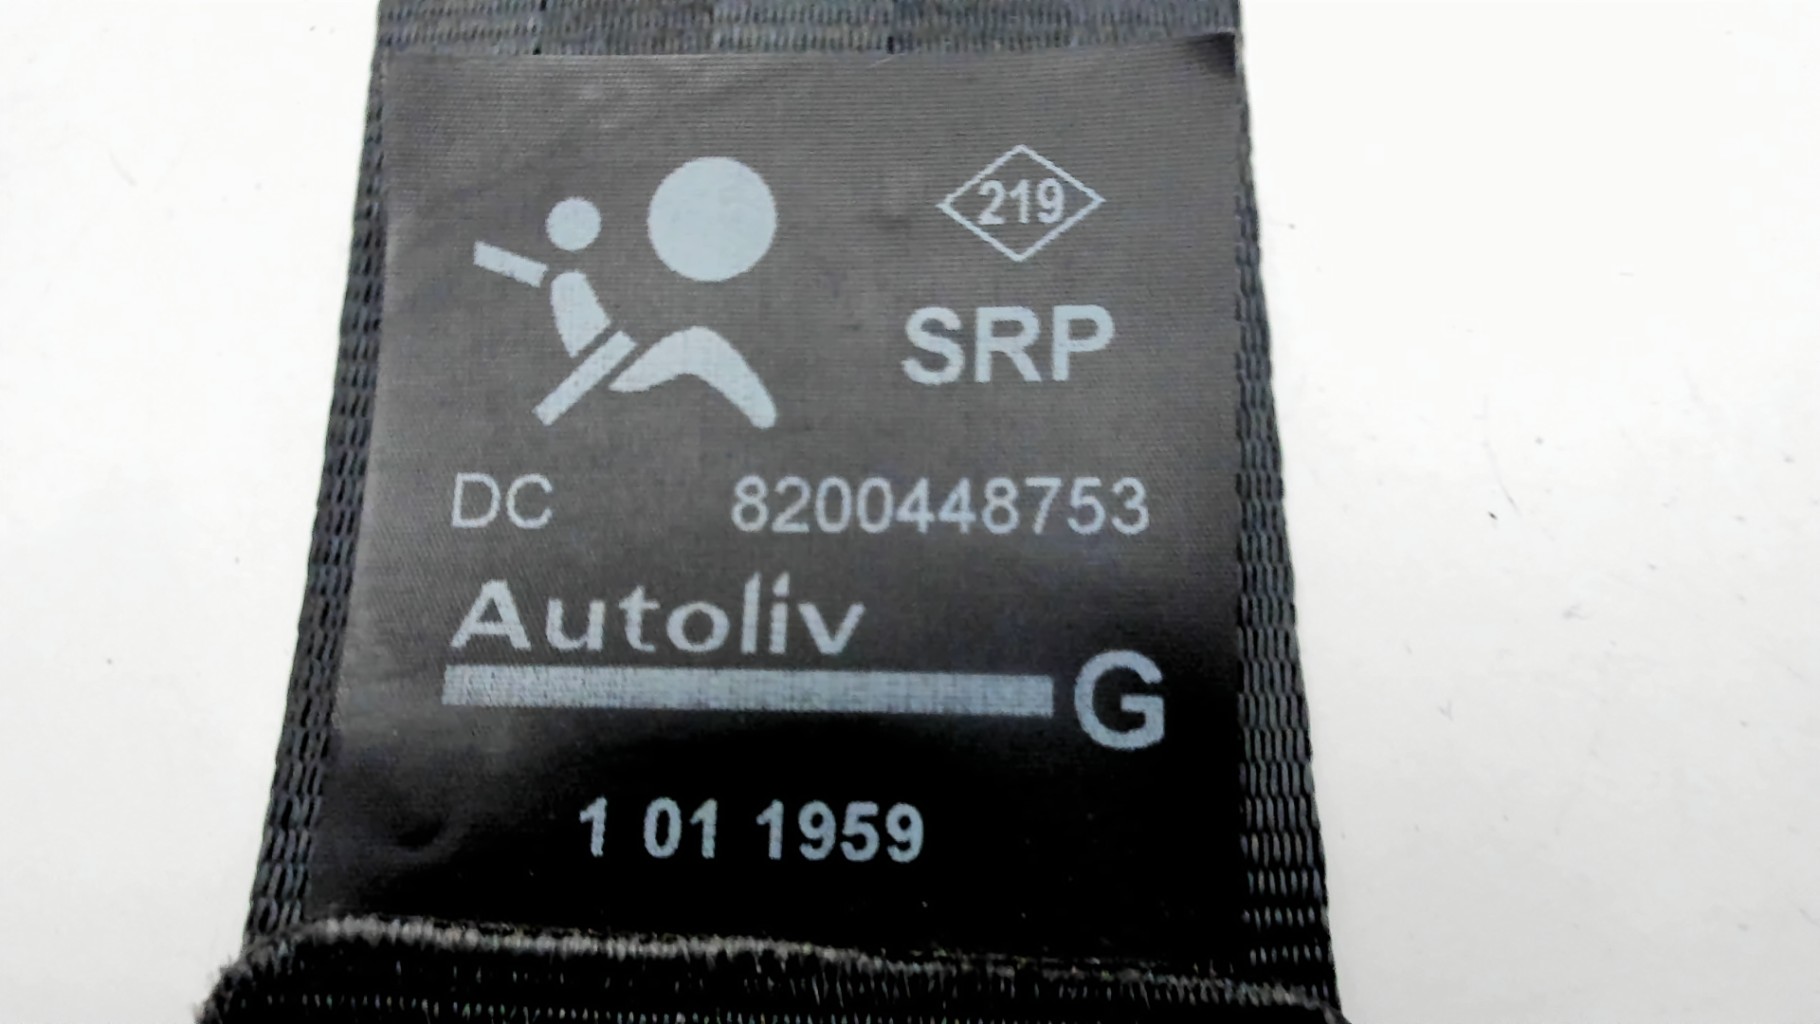 219
SRP
DC 8200448753
Autoliv
G
1 01 1959